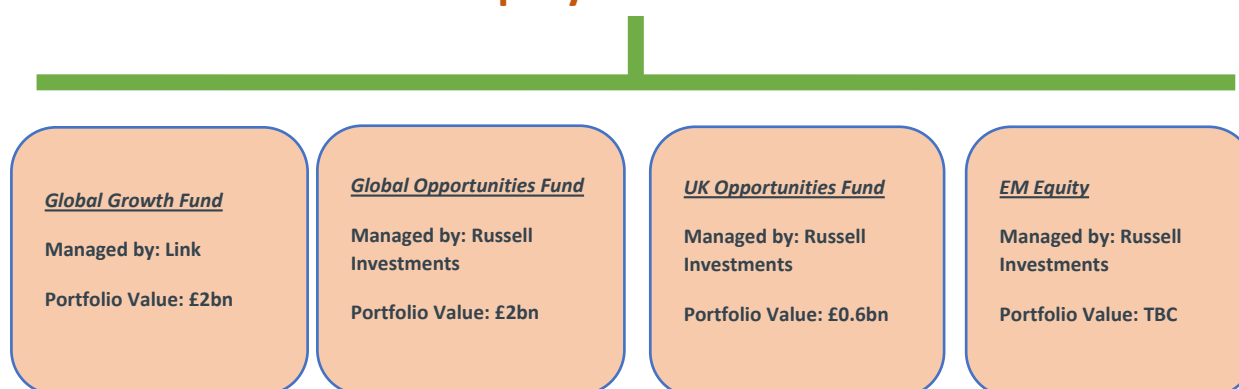 Global Growth Fund
Managed by: Link
Portfolio Value: £2bn
Global Opportunities Fund
Managed by: Russell
Investments
Portfolio Value: £2bn
UK Opportunities Fund
Managed by: Russell
Investments
Portfolio Value: £0.6bn
EM Equity
Managed by: Russell
Investments
Portfolio Value: TBC